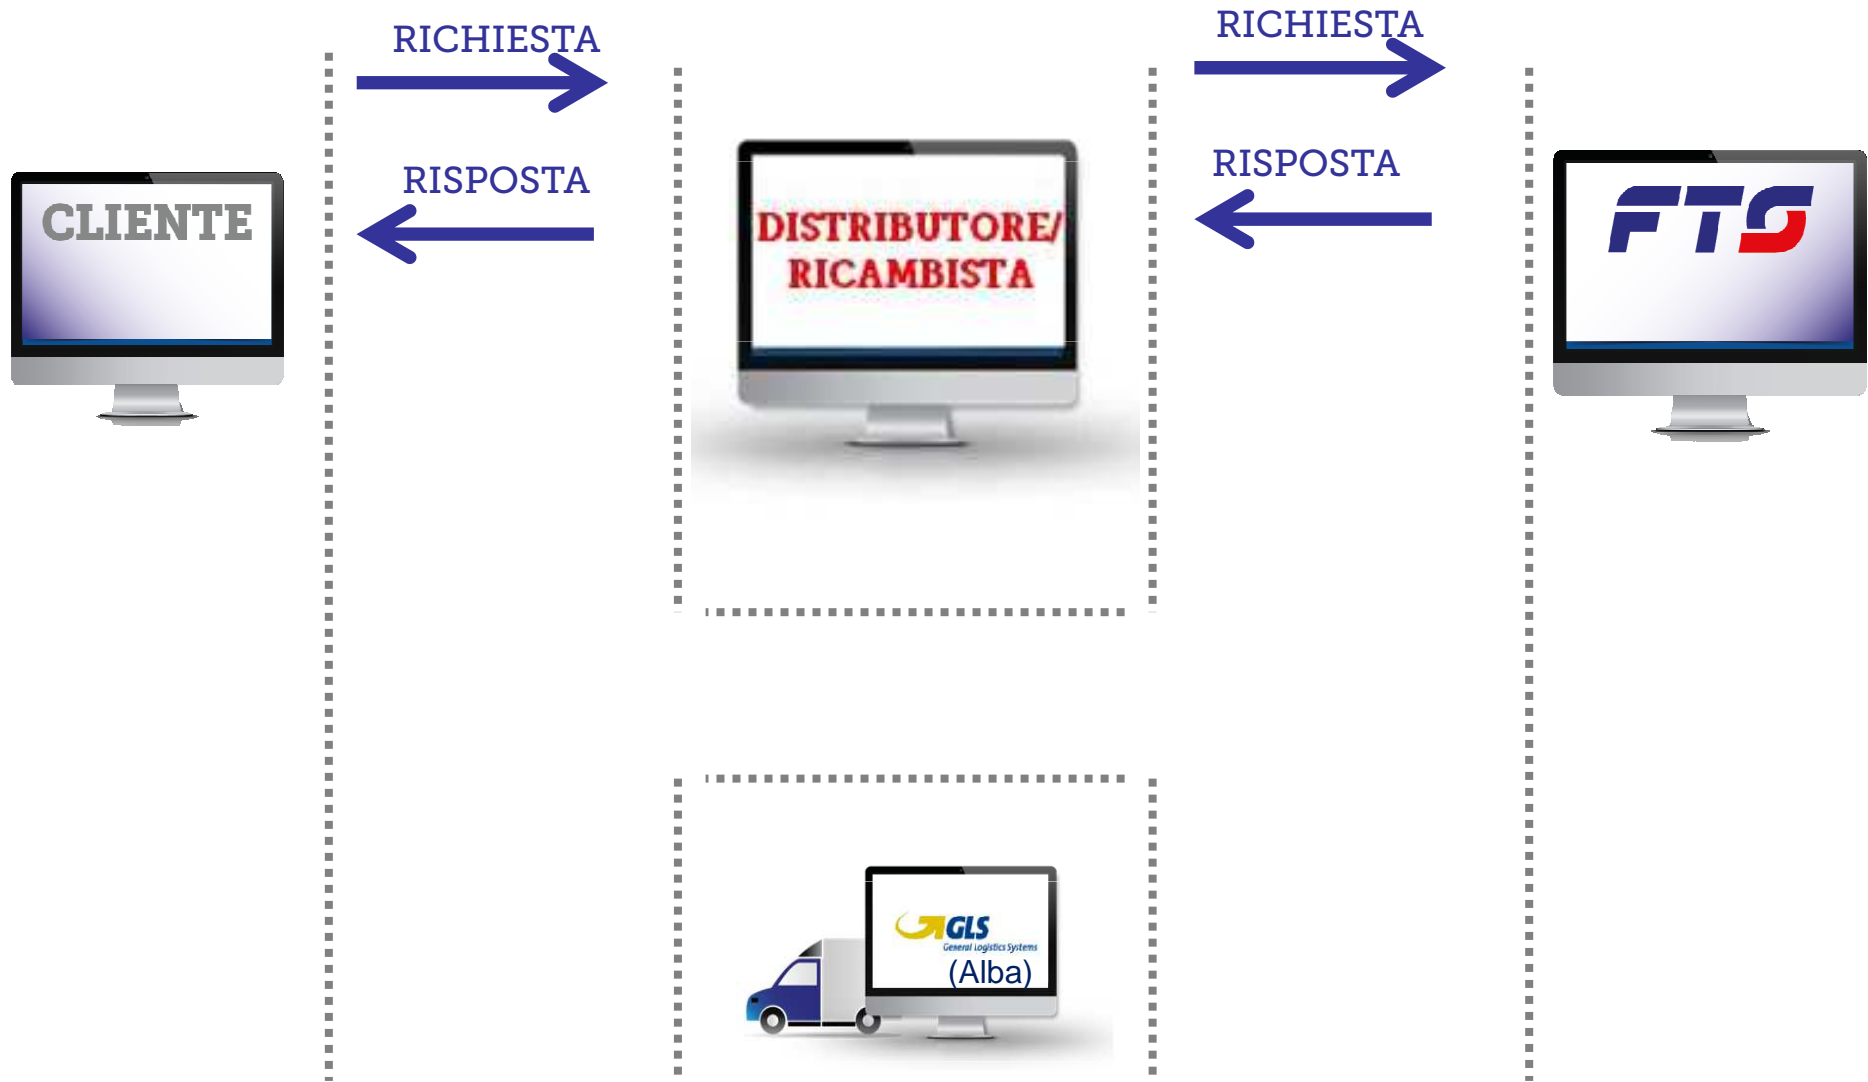 RICHIESTA
RICHIESTA
RISPOSTA
RISPOSTA
CLIENTE
DISTRIBUTORE/
RICAMBISTA
FTS
GLS
General Logistics Systems
(Alba)